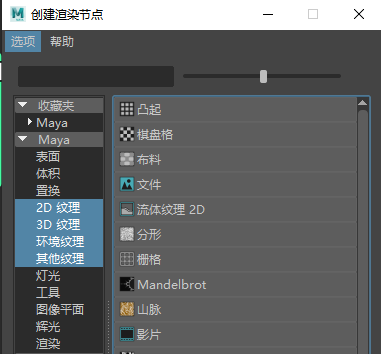 创建渲染节点
选项 帮助
收藏夹
Maya
Maya
表面
体积
置换
2D 纹理
3D 纹理
环境纹理
其他纹理
灯光
工具
图像平面
辉光
渲染
凸起
棋盘格
布料
文件
流体纹理 2D
分形
栅格
Mandelbrot
山脉
影片